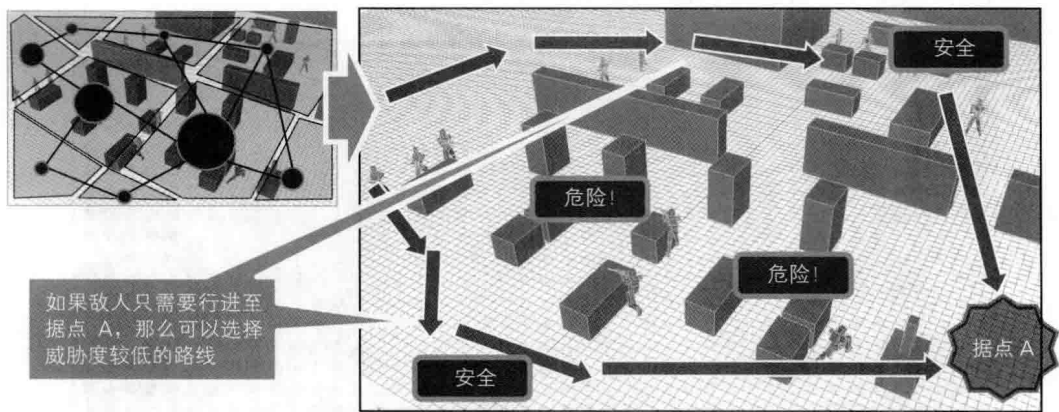 安全
危险!
危险!
如果敌人只需要行进至
据点 A,那么可以选择
威胁度较低的路线
安全
据点 A